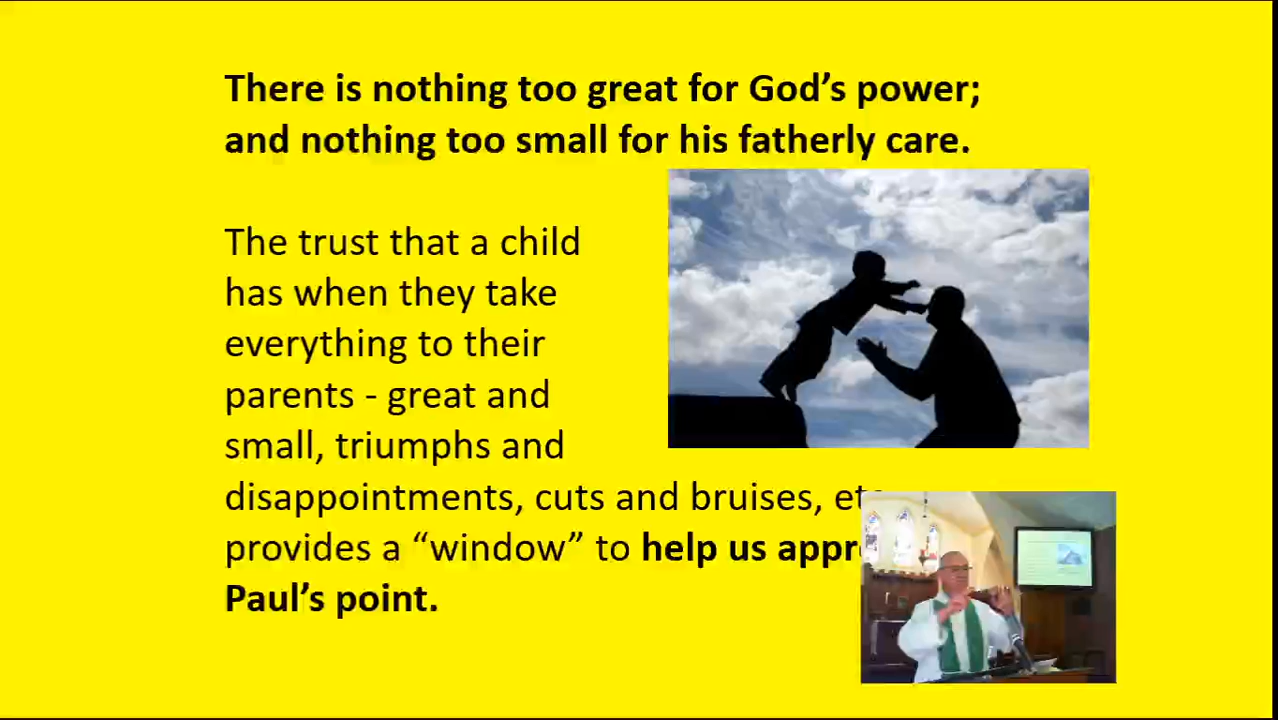 There is nothing too great for God’s power;
and nothing too small for his fatherly care.
The trust that a child
has when they take
everything to their
parents - great and
small, triumphs and
disappointments, cuts and bruises,
provides a “window” to help us
Paul’s point.